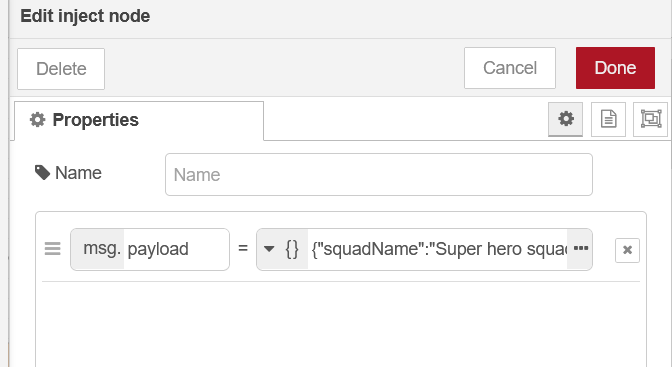 Edit inject node
Delete
Cancel
Done
Properties
Name
Name
msg. payload = {} {"squadName":"Super hero squa ...